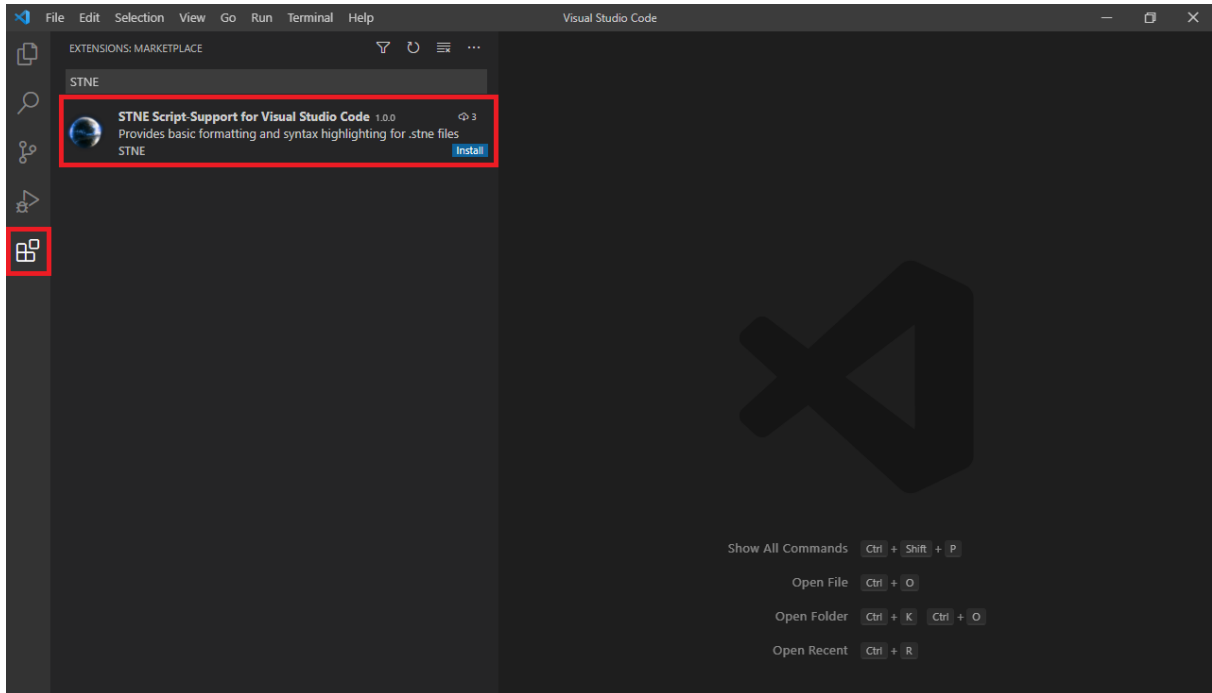 File Edit Selection View Go Run Terminal Help Visual Studio Code
EXTENSIONS: MARKETPLACE
STNE
STNE Script-Support for Visual Studio Code 1.0.0 3
Provides basic formatting and syntax highlighting for .stne files
STNE Install
Show All Commands Ctrl + Shift + P
Open File Ctrl + O
Open Folder Ctrl + K Ctrl + O
Open Recent Ctrl + R